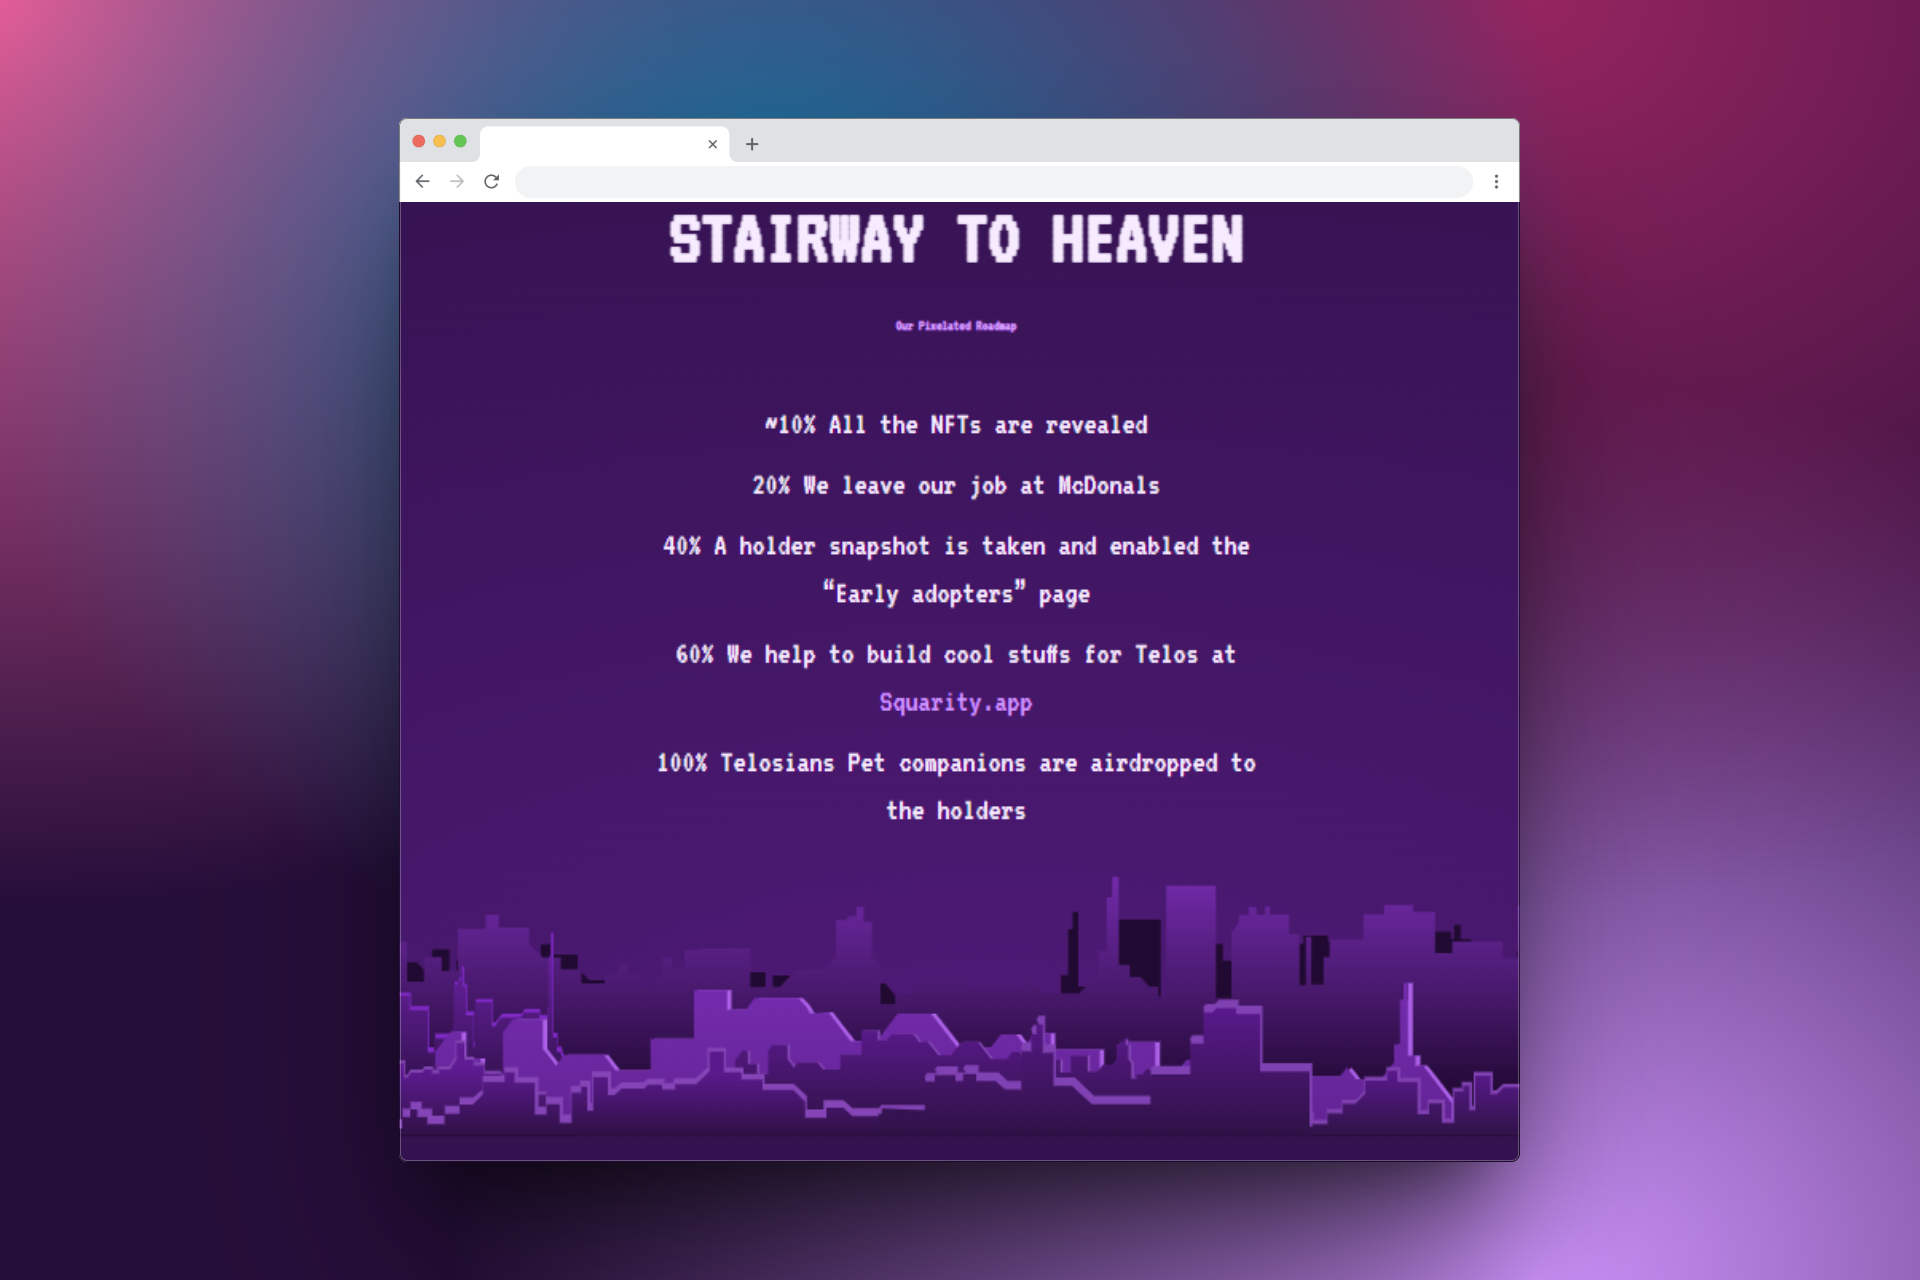 STAIRWAY TO HEAVEN
Our Pixelated Roadmap
~10% All the NFTs are revealed
20% We leave our job at McDonals
40% A holder snapshot is taken and enabled the
“Early adopters” page
60% We help to build cool stuffs for Telos at
Squarity.app
100% Telosians Pet companions are airdropped to
the holders